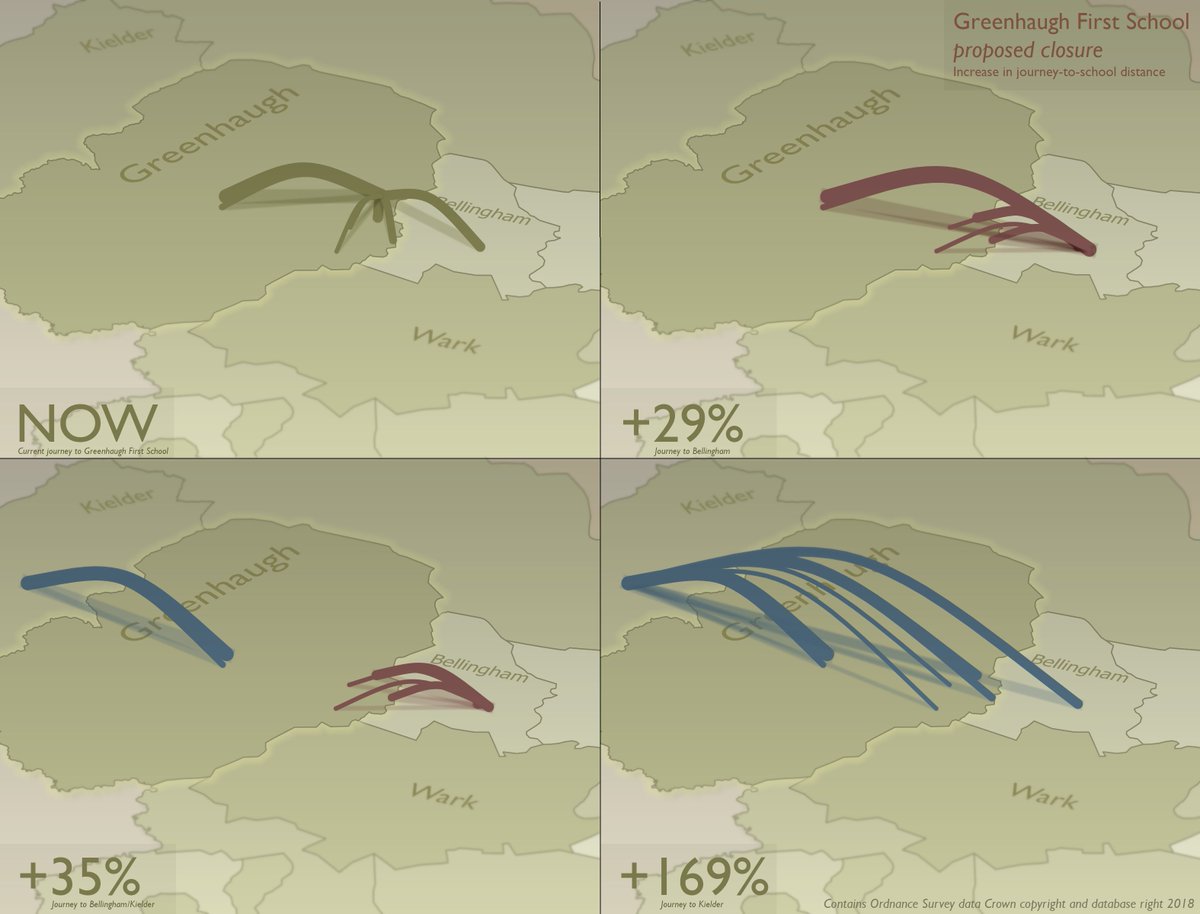 Kielder
Greenhaugh
Bellingham
Wark
NOW
Current journey to Greenhaugh First School
Greenhaugh First School
proposed closure
Increase in journey-to-school distance
Kielder
Greenhaugh
Bellingham
Wark
+29%
Journey to Bellingham
Kielder
Greenhaugh
Bellingham
Wark
+35%
Journey to Bellingham/Kielder
Kielder
Greenhaugh
Bellingham
Wark
+169%
Journey to Kielder
Contains Ordnance Survey data Crown copyright and database right 2018